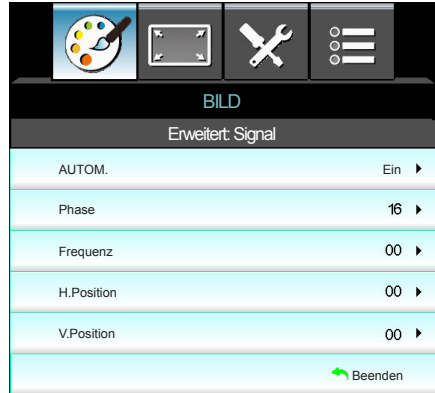 BILD
Erweitert: Signal
AUTOM. Ein
Phase 16
Frequenz 00
H.Position 00
V.Position 00
Beenden